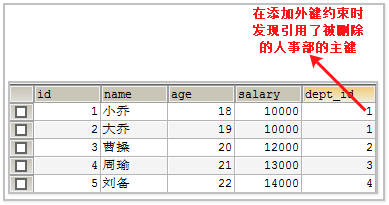 在添加外键约束时
发现引用了被删除
的人事部的主键
id name age salary dept_id
1 小乔 18 10000 1
2 大乔 19 10000 1
3 曹操 20 12000 2
4 周瑜 21 13000 3
5 刘备 22 14000 4